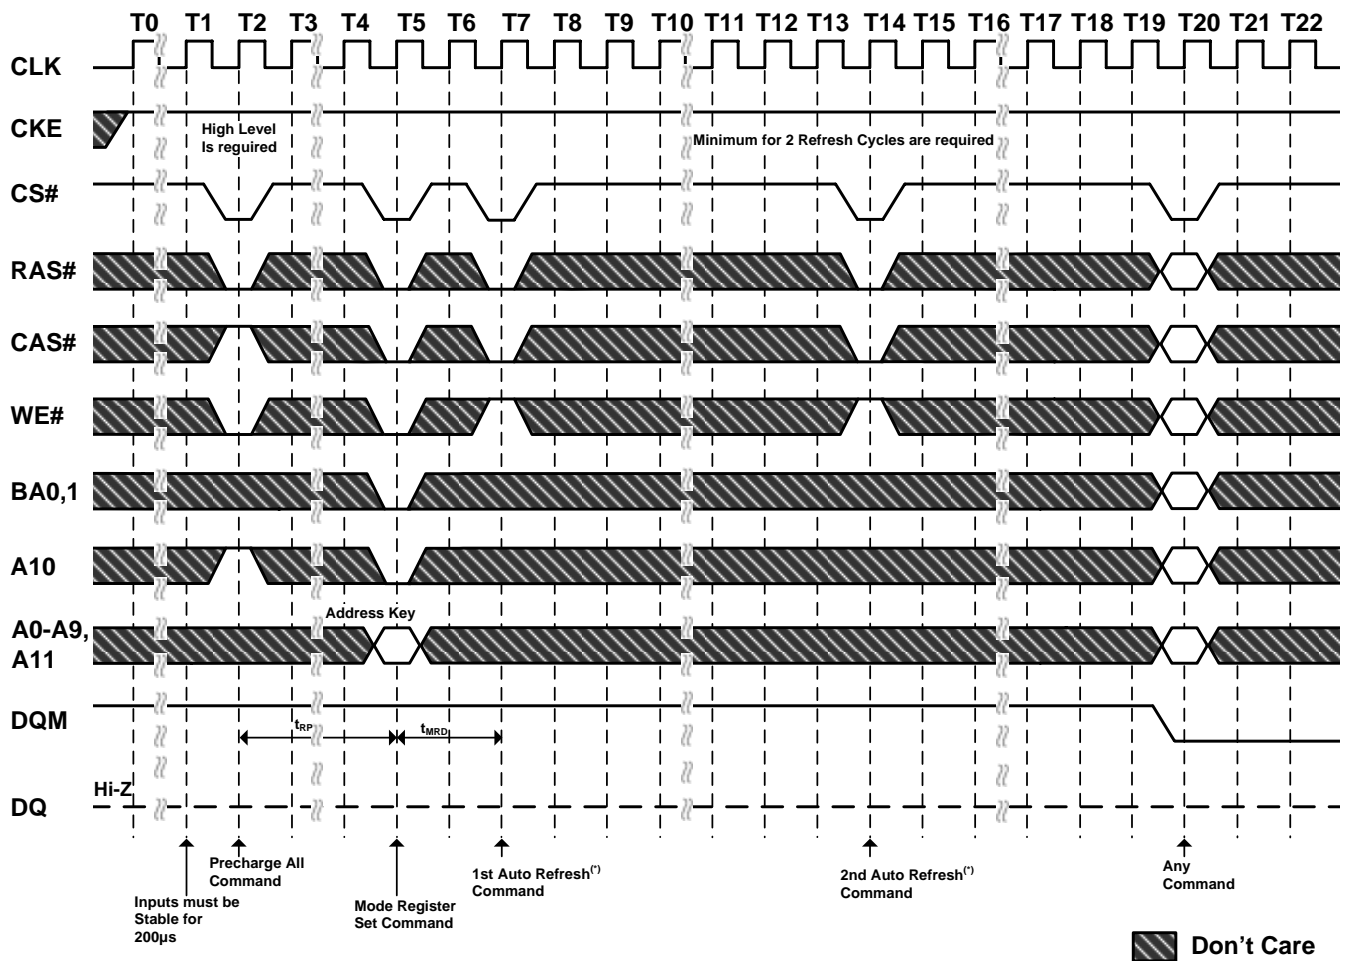 T0 T1 T2 T3 T4 T5 T6 T7 T8 T9 T10 T11 T12 T13 T14 T15 T16 T17 T18 T19 T20 T21 T22
CLK
CKE
High Level
Is reguired
Minimum for 2 Refresh Cycles are required
CS#
RAS#
CAS#
WE#
BA0,1
A10
Address Key
A0-A9,
A11
DQM
tRP
tMRD
Hi-Z
DQ
Inputs must be
Stable for
200µs
Precharge All
Command
Mode Register
Set Command
1st Auto Refresh(*)
Command
2nd Auto Refresh(*)
Command
Any
Command
Don't Care